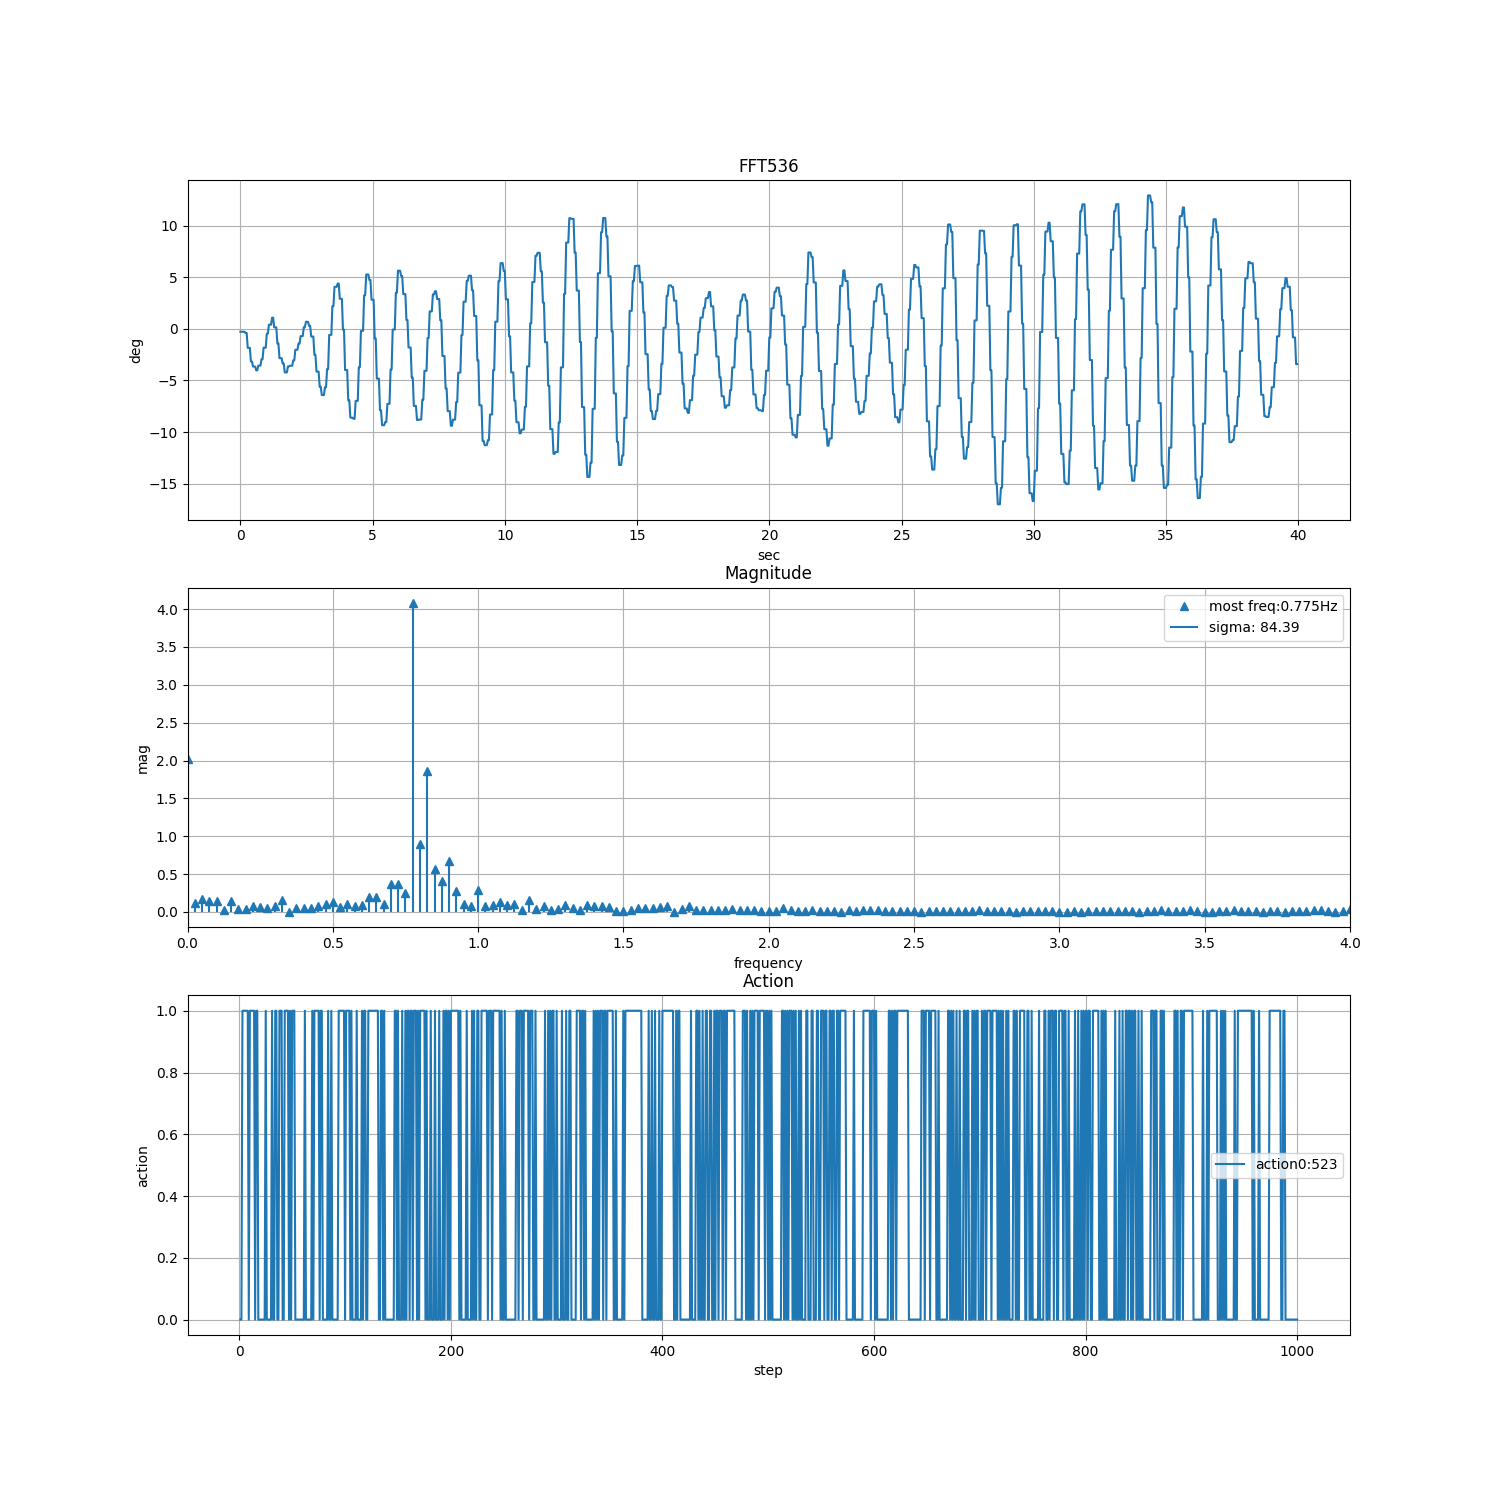 FFT536
10
5
0
−5
−10
−15
deg
0 5 10 15 20 25 30 35 40
sec
Magnitude
4.0
3.5
3.0
2.5
2.0
1.5
1.0
0.5
0.0
mag
most freq:0.775Hz
sigma: 84.39
0.0 0.5 1.0 1.5 2.0 2.5 3.0 3.5 4.0
frequency
Action
1.0
0.8
0.6
0.4
0.2
0.0
action
action0:523
0 200 400 600 800 1000
step